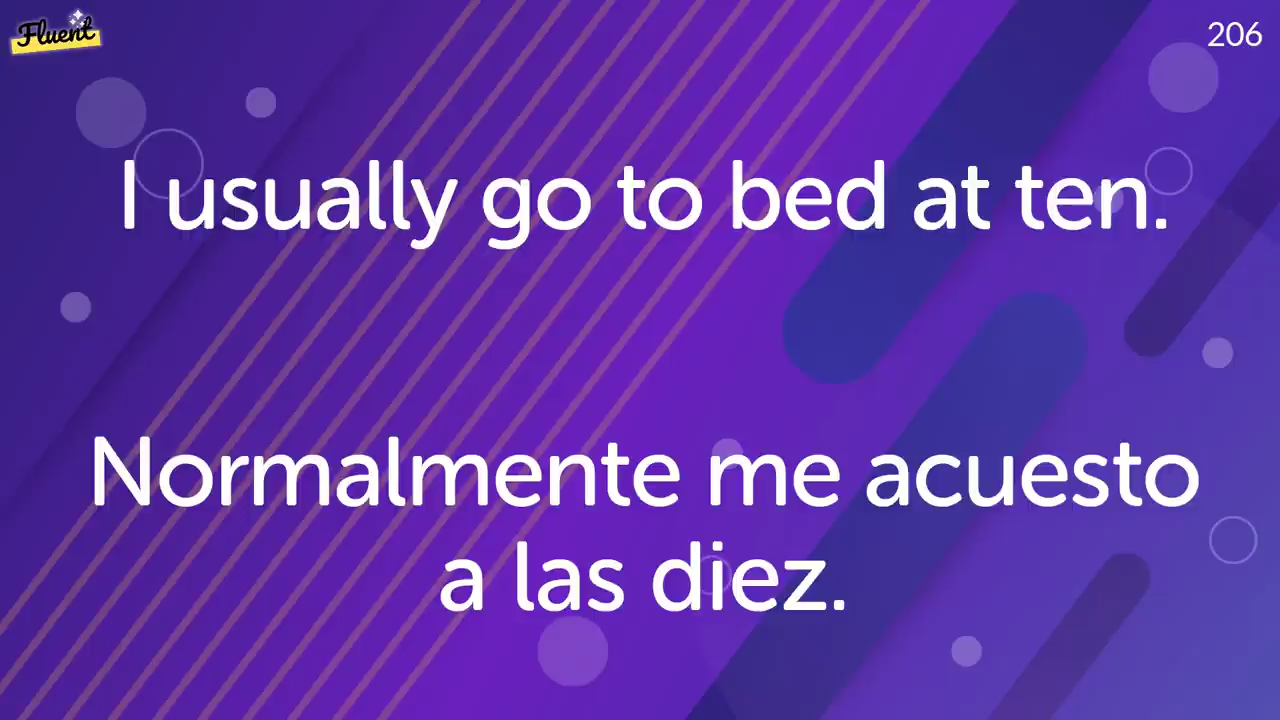 Fluent
206
I usually go to bed at ten.
Normalmente me acuesto
a las diez.